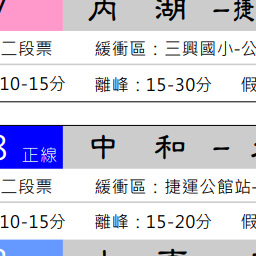 內 湖 -捷
二段票 緩衝區：三興國小-公
10-15分 離峰：15-30分 假
8 正線 中 和 -
二段票 緩衝區：捷運公館站-
10-15分 離峰：15-20分 假